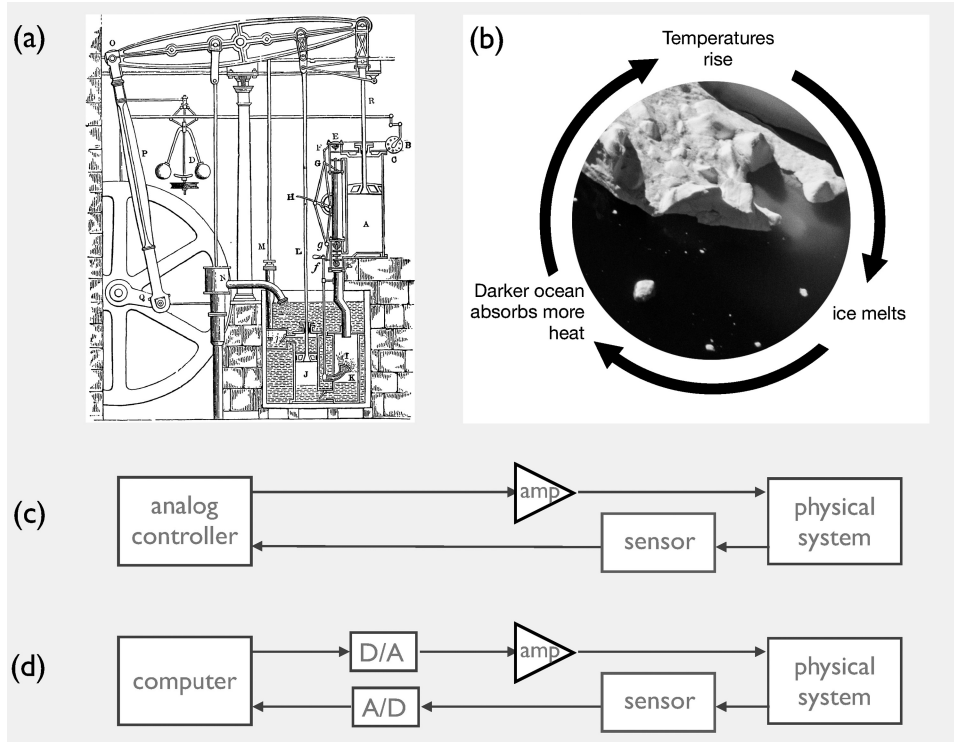 (a)
O
P
D
Q
N
M
H
L
E
F
G
g
f
R
B
C
A
J
I
K
(b)
Temperatures
rise
ice melts
Darker ocean
absorbs more
heat
(c)
analog
controller
amp
sensor
physical
system
(d)
computer
D/A
A/D
amp
sensor
physical
system